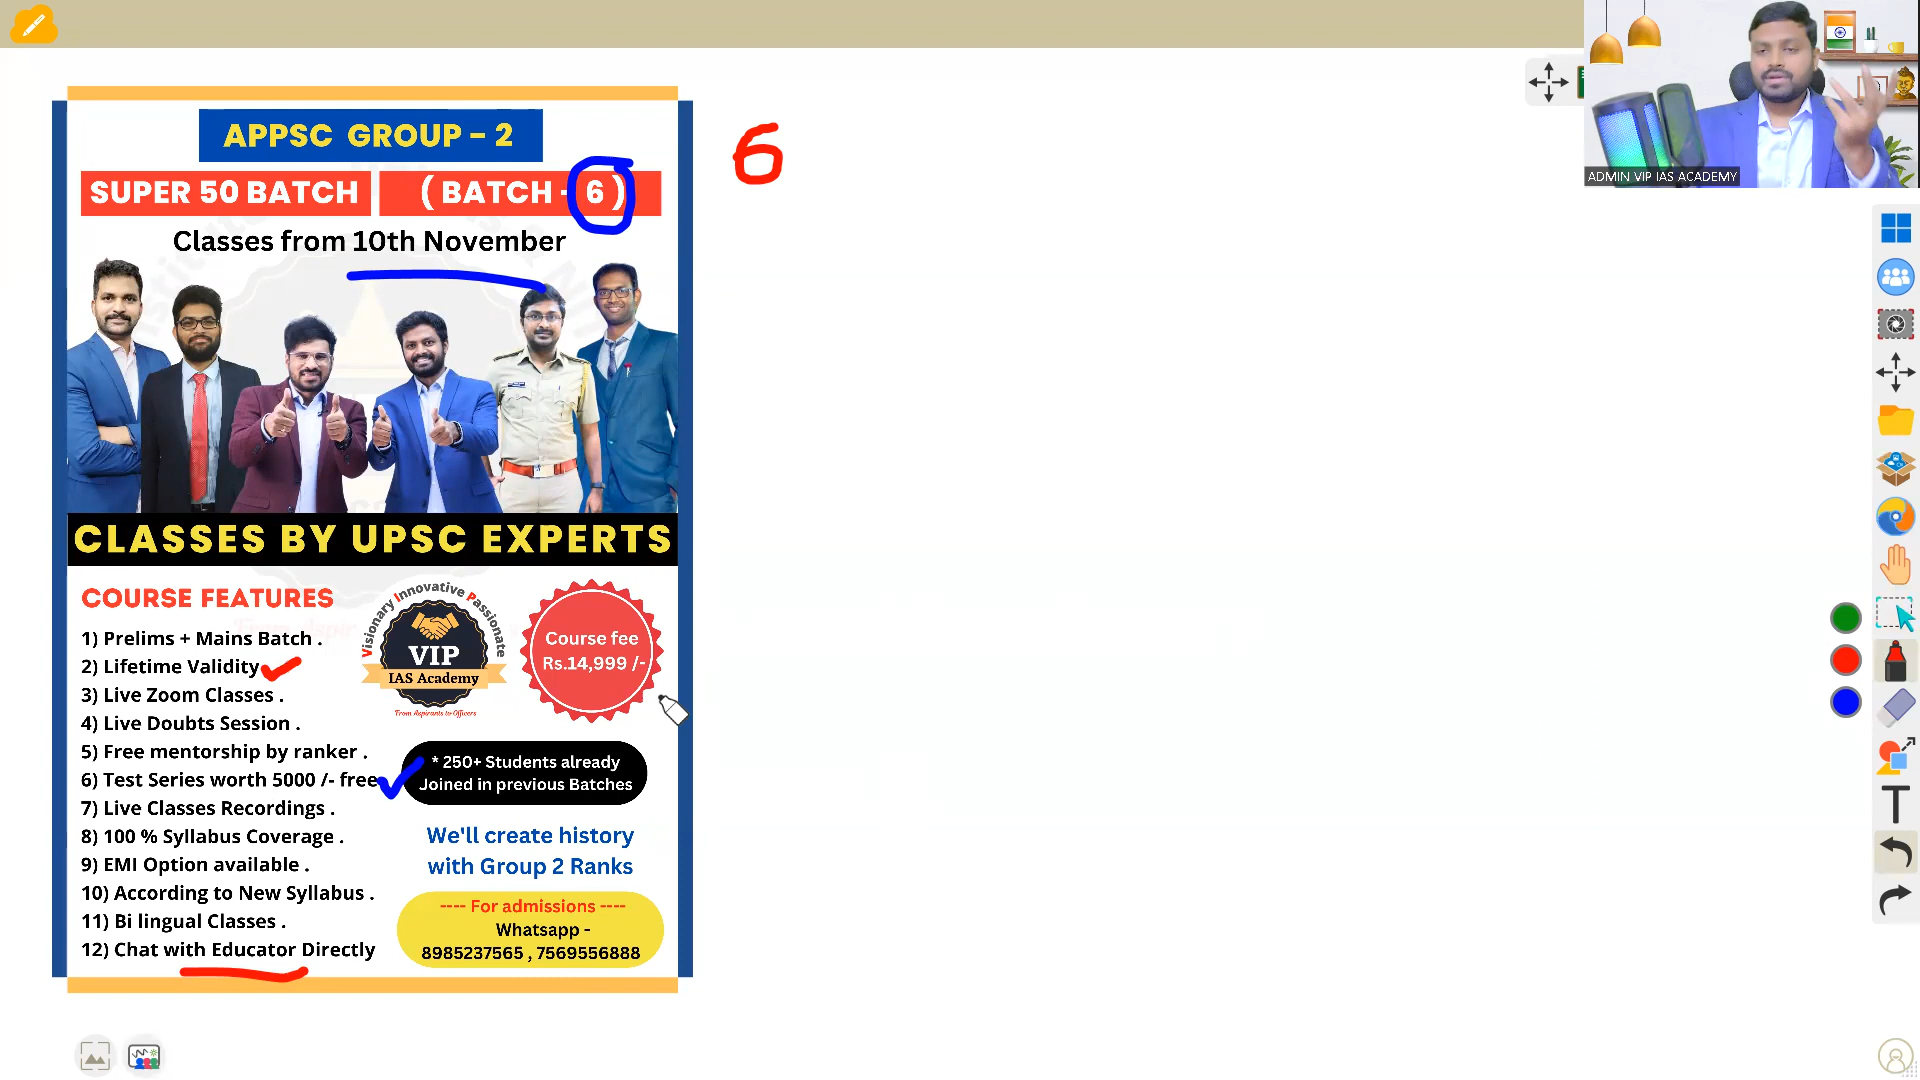 APPSC GROUP - 2
SUPER 50 BATCH ( BATCH - 6 )
6
Classes from 10th November
CLASSES BY UPSC EXPERTS
COURSE FEATURES
1) Prelims + Mains Batch .
2) Lifetime Validity
3) Live Zoom Classes .
4) Live Doubts Session .
5) Free mentorship by ranker .
6) Test Series worth 5000 /- free
7) Live Classes Recordings .
8) 100 % Syllabus Coverage .
9) EMI Option available .
10) According to New Syllabus .
11) Bi lingual Classes .
12) Chat with Educator Directly
Visionary Innovative Passionate
VIP
IAS Academy
From Aspirants to Officers
Course fee
Rs.14,999 /-
* 250+ Students already
Joined in previous Batches
We'll create history
with Group 2 Ranks
---- For admissions ----
Whatsapp -
8985237565 , 7569556888
ADMIN VIP IAS ACADEMY
T